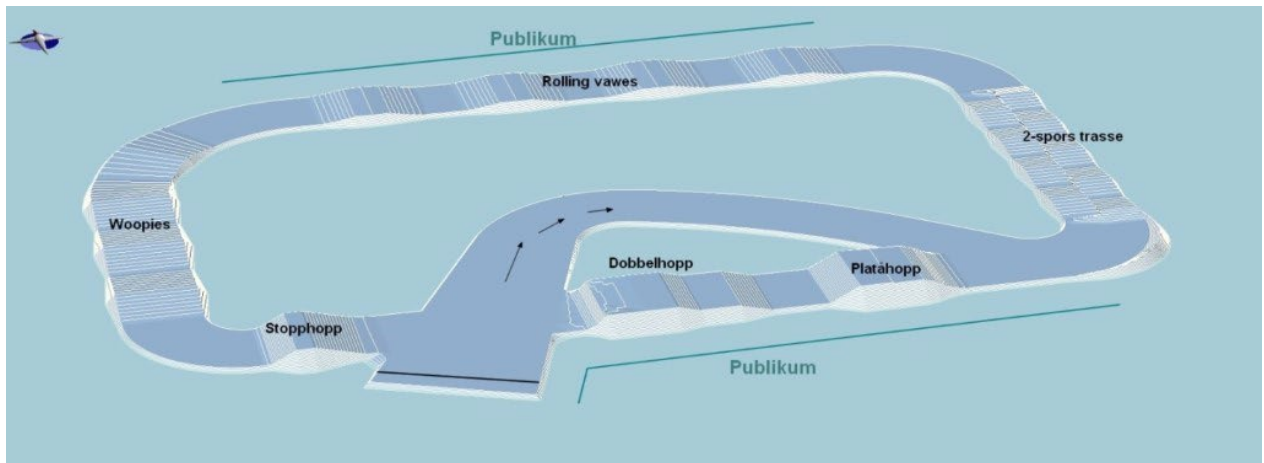 Publikum
Rolling vawes
2-spors trasse
Woopies
Dobbelhopp
Platåhopp
Stopphopp
Publikum